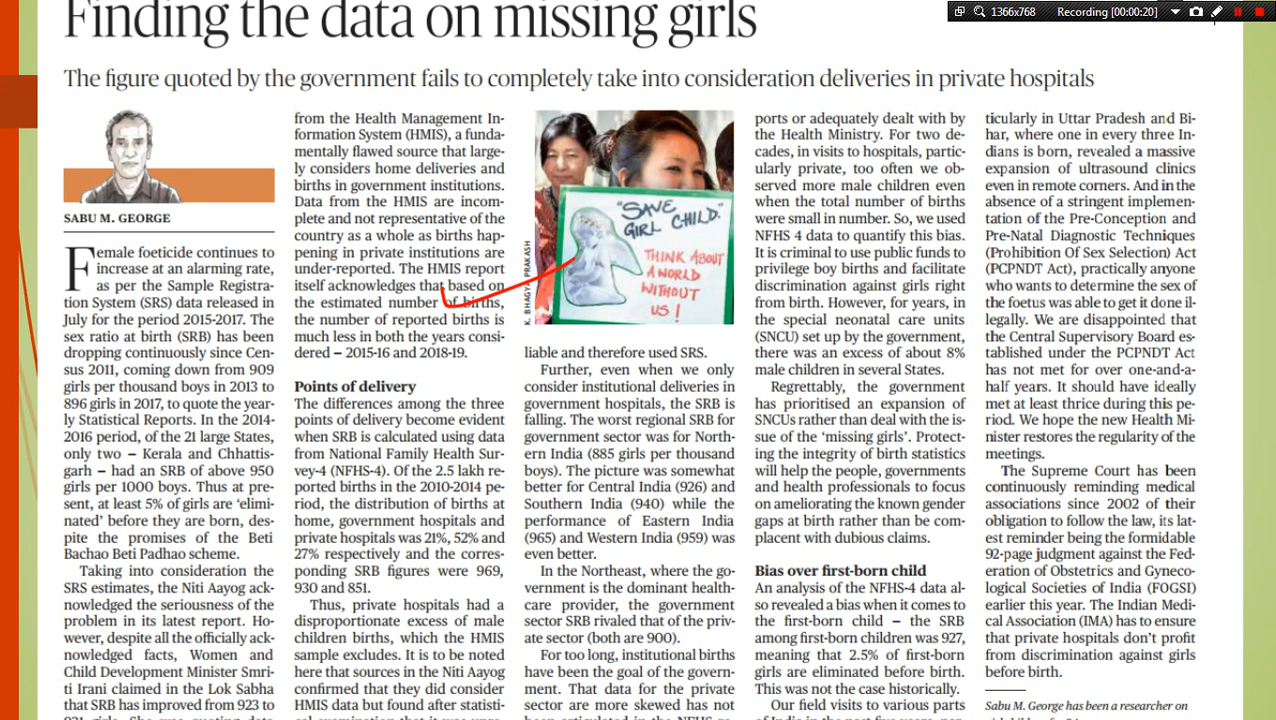 Finding the data on missing girls
1366x768 Recording [00:00:20]
The figure quoted by the government fails to completely take into consideration deliveries in private hospitals
SABU M. GEORGE
Female foeticide continues to
increase at an alarming rate,
as per the Sample Registra-
tion System (SRS) data released in
July for the period 2015-2017. The
sex ratio at birth (SRB) has been
dropping continuously since Cen-
sus 2011, coming down from 909
girls per thousand boys in 2013 to
896 girls in 2017, to quote the year-
ly Statistical Reports. In the 2014-
2016 period, of the 21 large States,
only two – Kerala and Chhattis-
garh – had an SRB of above 950
girls per 1000 boys. Thus at pre-
sent, at least 5% of girls are ‘elimi-
nated’ before they are born, des-
pite the promises of the Beti
Bachao Beti Padhao scheme.
Taking into consideration the
SRS estimates, the Niti Aayog ack-
nowledged the seriousness of the
problem in its latest report. Ho-
wever, despite all the officially ack-
nowledged facts, Women and
Child Development Minister Smri-
ti Irani claimed in the Lok Sabha
that SRB has improved from 923 to
931 girls. She was quoting data
from the Health Management In-
formation System (HMIS), a funda-
mentally flawed source that large-
ly considers home deliveries and
births in government institutions.
Data from the HMIS are incom-
plete and not representative of the
country as a whole as births hap-
pening in private institutions are
under-reported. The HMIS report
itself acknowledges that based on
the estimated number of births,
the number of reported births is
much less in both the years consi-
dered – 2015-16 and 2018-19.
Points of delivery
The differences among the three
points of delivery become evident
when SRB is calculated using data
from National Family Health Sur-
vey-4 (NFHS-4). Of the 2.5 lakh re-
ported births in the 2010-2014 pe-
riod, the distribution of births at
home, government hospitals and
private hospitals was 21%, 52% and
27% respectively and the corres-
ponding SRB figures were 969,
930 and 851.
Thus, private hospitals had a
disproportionate excess of male
children births, which the HMIS
sample excludes. It is to be noted
here that sources in the Niti Aayog
confirmed that they did consider
HMIS data but found after statisti-
cal examination that it was unre-
K. BHAGYA PRAKASH
"SAVE
GIRL CHILD."
THINK ABOUT
A WORLD
WITHOUT
US !
liable and therefore used SRS.
Further, even when we only
consider institutional deliveries in
government hospitals, the SRB is
falling. The worst regional SRB for
government sector was for North-
ern India (885 girls per thousand
boys). The picture was somewhat
better for Central India (926) and
Southern India (940) while the
performance of Eastern India
(965) and Western India (959) was
even better.
In the Northeast, where the go-
vernment is the dominant health-
care provider, the government
sector SRB rivaled that of the priv-
ate sector (both are 900).
For too long, institutional births
have been the goal of the govern-
ment. That data for the private
sector are more skewed has not
been articulated in the NFHS re-
ports or adequately dealt with by
the Health Ministry. For two de-
cades, in visits to hospitals, partic-
ularly private, too often we ob-
served more male children even
when the total number of births
were small in number. So, we used
NFHS 4 data to quantify this bias.
It is criminal to use public funds to
privilege boy births and facilitate
discrimination against girls right
from birth. However, for years, in
the special neonatal care units
(SNCU) set up by the government,
there was an excess of about 8%
male children in several States.
Regrettably, the government
has prioritised an expansion of
SNCUs rather than deal with the is-
sue of the ‘missing girls’. Protect-
ing the integrity of birth statistics
will help the people, governments
and health professionals to focus
on ameliorating the known gender
gaps at birth rather than be com-
placent with dubious claims.
Bias over first-born child
An analysis of the NFHS-4 data al-
so revealed a bias when it comes to
the first-born child – the SRB
among first-born children was 927,
meaning that 2.5% of first-born
girls are eliminated before birth.
This was not the case historically.
Our field visits to various parts
of India in the past five years, par-
ticularly in Uttar Pradesh and Bi-
har, where one in every three In-
dians is born, revealed a massive
expansion of ultrasound clinics
even in remote corners. And in the
absence of a stringent implemen-
tation of the Pre-Conception and
Pre-Natal Diagnostic Techniques
(Prohibition Of Sex Selection) Act
(PCPNDT Act), practically anyone
who wants to determine the sex of
the foetus was able to get it done il-
legally. We are disappointed that
the Central Supervisory Board es-
tablished under the PCPNDT Act
has not met for over one-and-a-
half years. It should have ideally
met at least thrice during this pe-
riod. We hope the new Health Mi-
nister restores the regularity of the
meetings.
The Supreme Court has been
continuously reminding medical
associations since 2002 of their
obligation to follow the law, its lat-
est reminder being the formidable
92-page judgment against the Fed-
eration of Obstetrics and Gyneco-
logical Societies of India (FOGSI)
earlier this year. The Indian Medi-
cal Association (IMA) has to ensure
that private hospitals don’t profit
from discrimination against girls
before birth.
Sabu M. George has been a researcher on